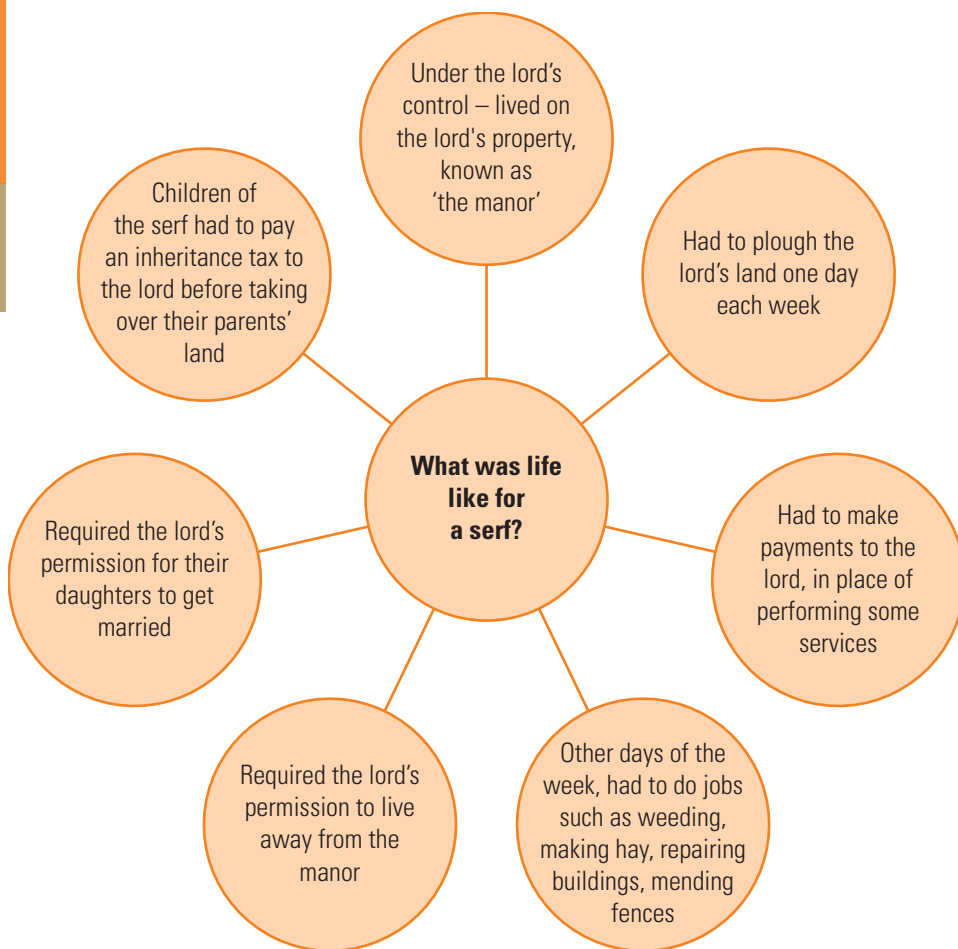 Under the lord’s
control – lived on
the lord's property,
known as
‘the manor’
Children of
the serf had to pay
an inheritance tax to
the lord before taking
over their parents’
land
Had to plough the
lord’s land one day
each week
What was life
like for
a serf?
Required the lord’s
permission for their
daughters to get
married
Had to make
payments to the
lord, in place of
performing some
services
Required the lord’s
permission to live
away from the
manor
Other days of the
week, had to do jobs
such as weeding,
making hay, repairing
buildings, mending
fences